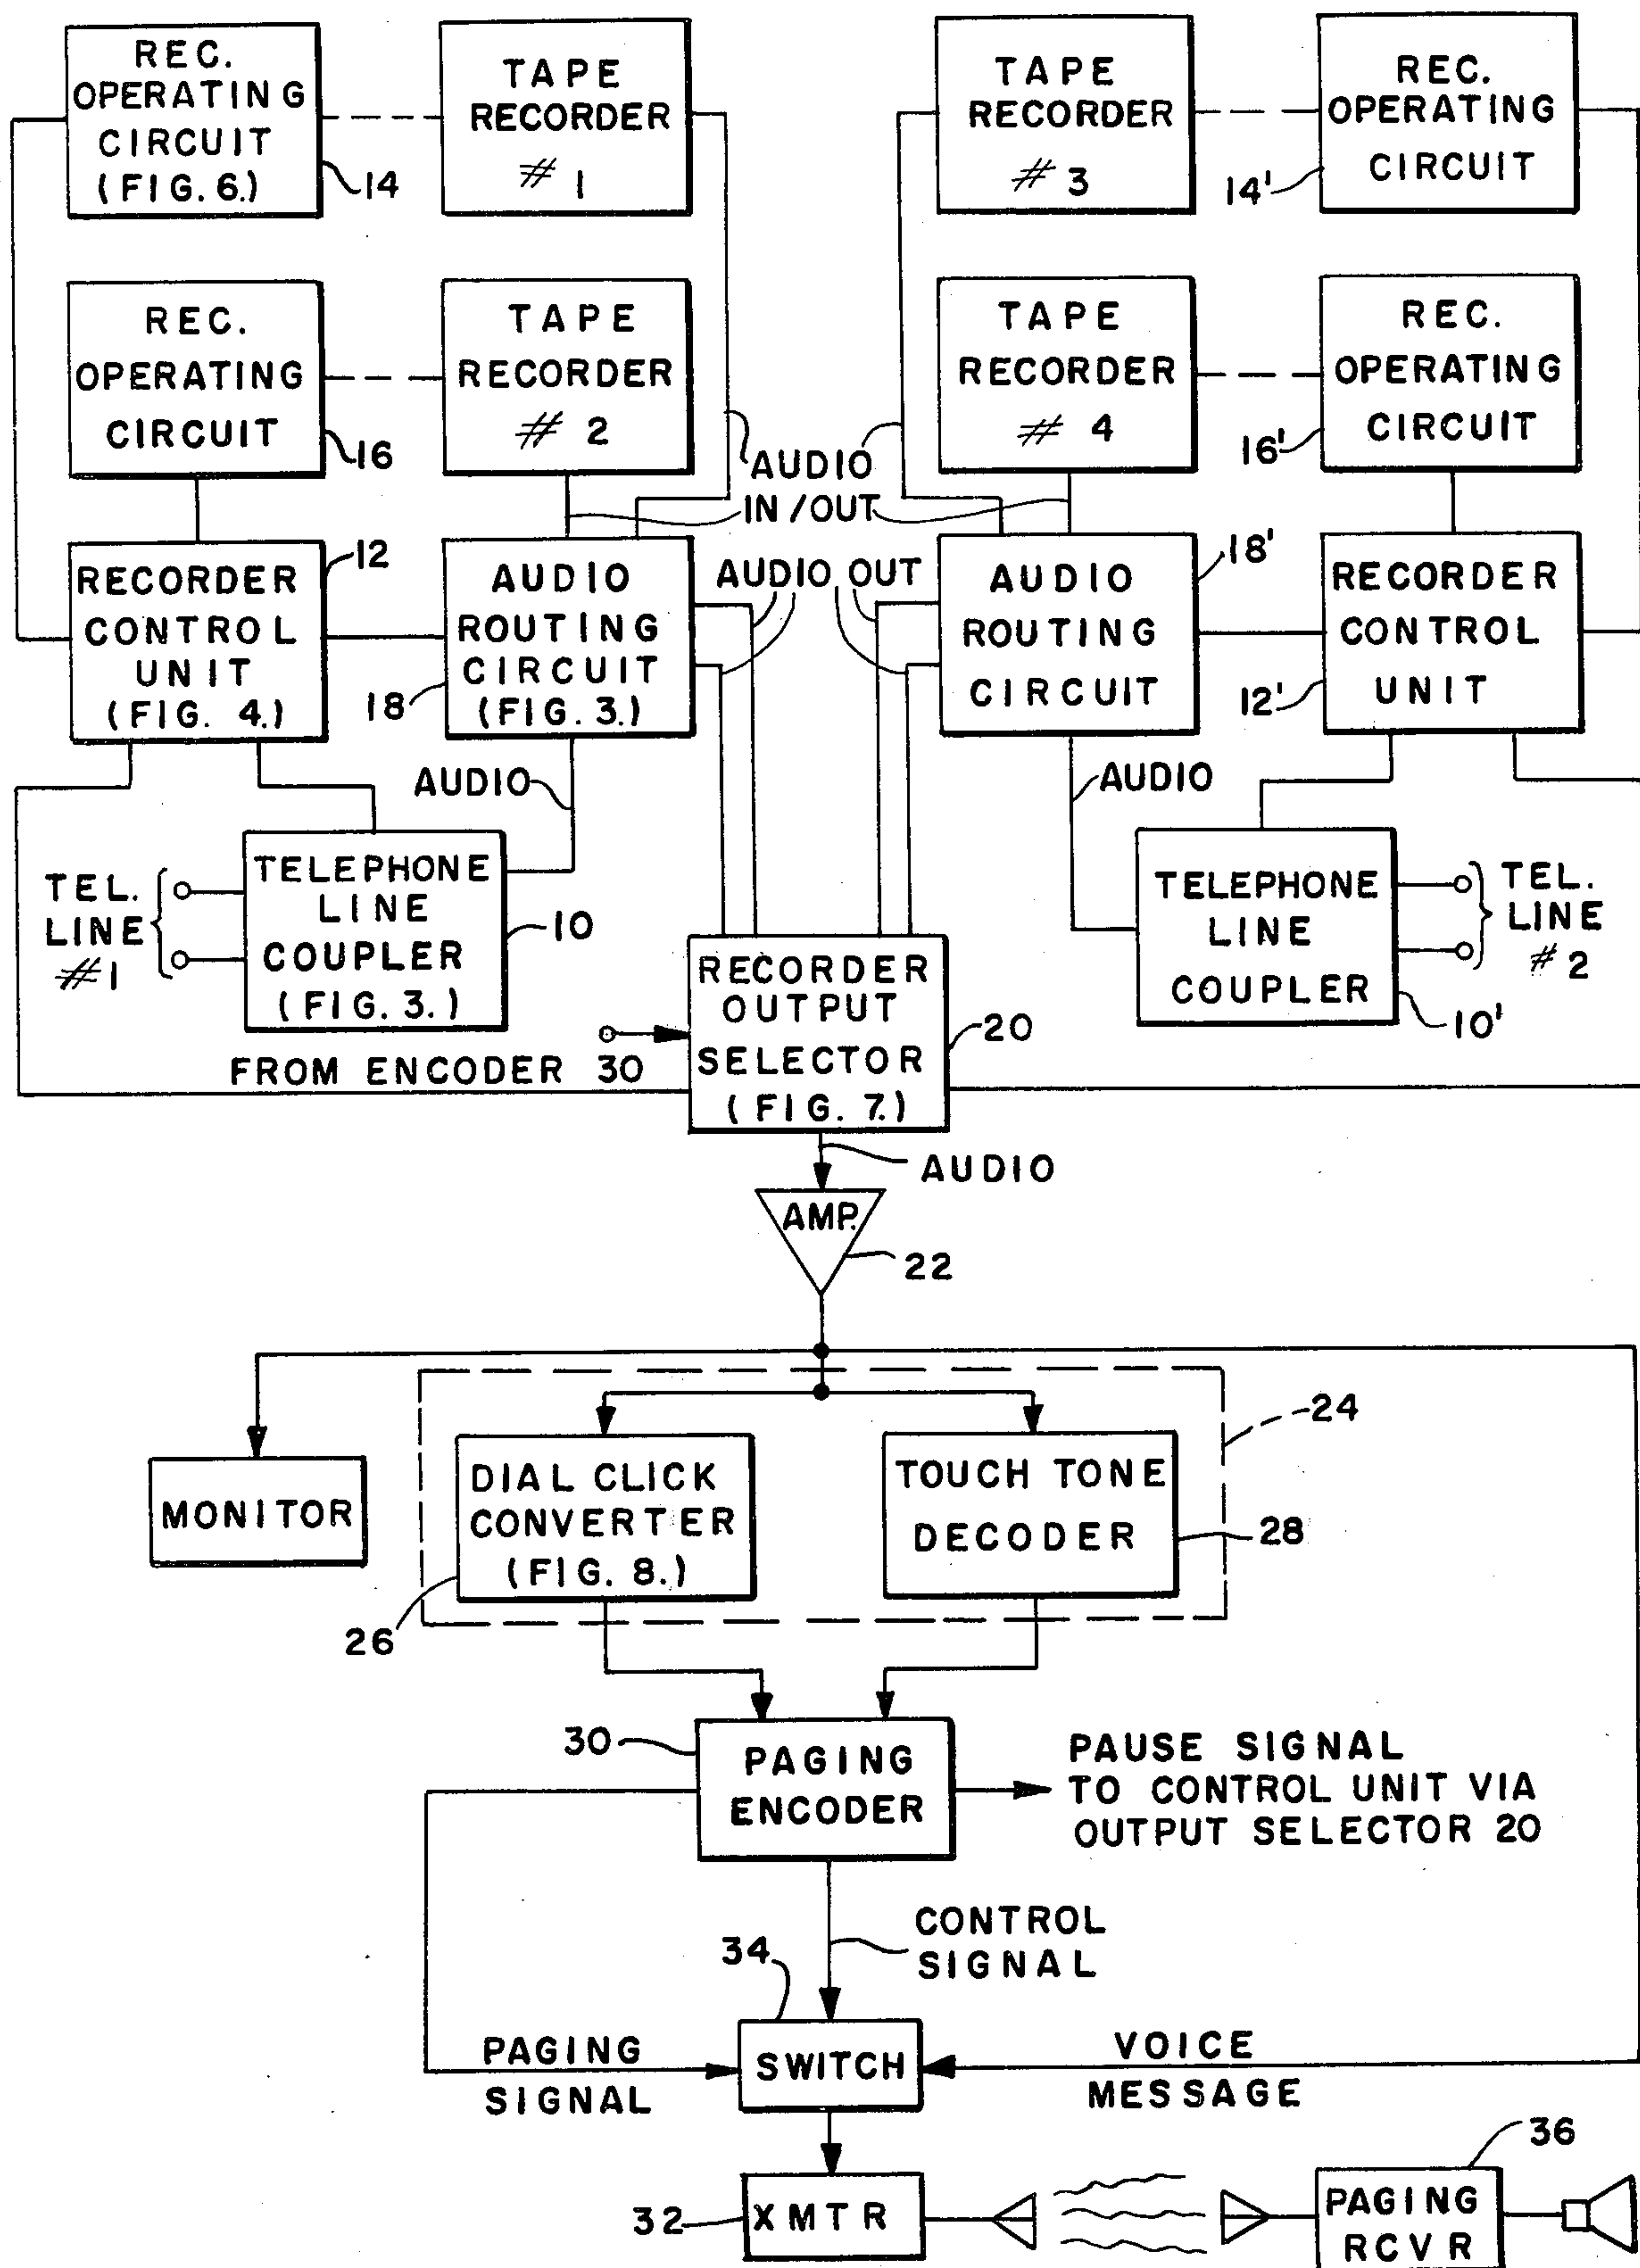 REC.
OPERATING
CIRCUIT
(FIG. 6.)
14
TAPE
RECORDER
# 1
TAPE
RECORDER
# 3
REC.
OPERATING
CIRCUIT
14'
REC.
OPERATING
CIRCUIT
16
TAPE
RECORDER
# 2
TAPE
RECORDER
# 4
REC.
OPERATING
CIRCUIT
16'
AUDIO
IN/OUT
RECORDER
CONTROL
UNIT
(FIG. 4.)
12
AUDIO
ROUTING
CIRCUIT
(FIG. 3.)
18
AUDIO OUT
AUDIO
ROUTING
CIRCUIT
18'
RECORDER
CONTROL
UNIT
12'
AUDIO
AUDIO
TEL.
LINE
#1
TELEPHONE
LINE
COUPLER
(FIG. 3.)
10
TELEPHONE
LINE
COUPLER
10'
TEL.
LINE
# 2
FROM ENCODER 30
RECORDER
OUTPUT
SELECTOR
(FIG. 7.)
20
AUDIO
AMP.
22
24
MONITOR
DIAL CLICK
CONVERTER
(FIG. 8.)
26
TOUCH TONE
DECODER
28
30
PAGING
ENCODER
PAUSE SIGNAL
TO CONTROL UNIT VIA
OUTPUT SELECTOR 20
CONTROL
SIGNAL
34
PAGING
SIGNAL
SWITCH
VOICE
MESSAGE
32
XMTR
36
PAGING
RCVR